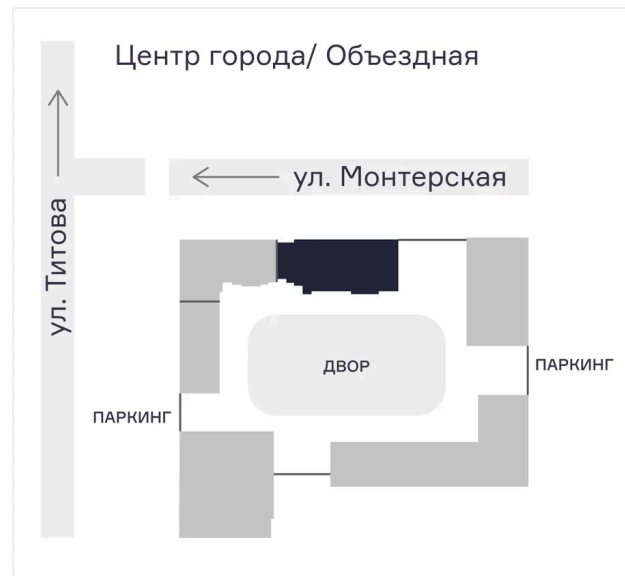 Центр города/ Объездная
ул. Монтерская
ул. Титова
ДВОР
ПАРКИНГ
ПАРКИНГ